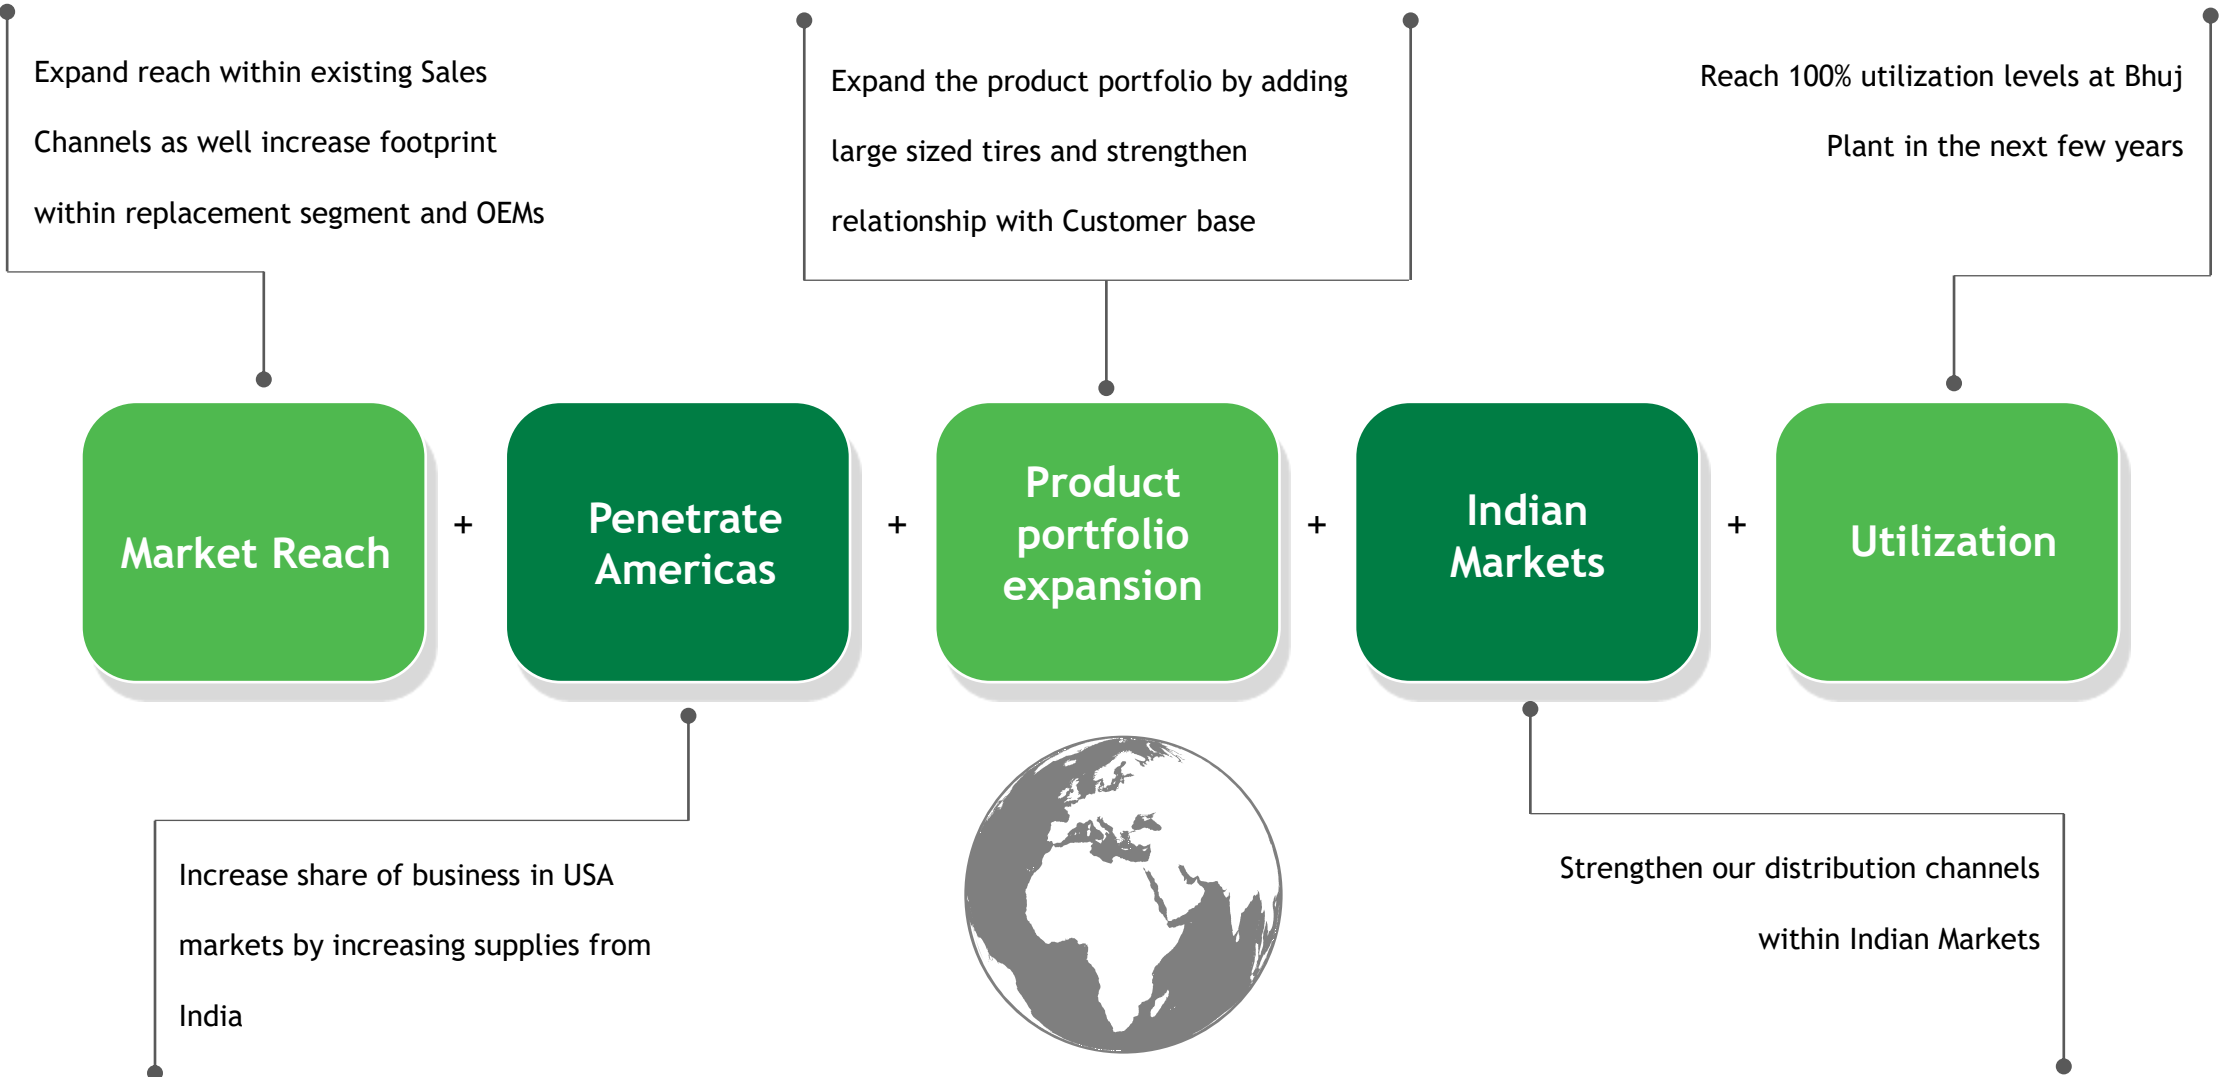 Expand reach within existing Sales
Channels as well increase footprint
within replacement segment and OEMs
Expand the product portfolio by adding
large sized tires and strengthen
relationship with Customer base
Reach 100% utilization levels at Bhuj
Plant in the next few years
Market Reach
+
Penetrate
Americas
+
Product
portfolio
expansion
+
Indian
Markets
+
Utilization
Increase share of business in USA
markets by increasing supplies from
India
Strengthen our distribution channels
within Indian Markets